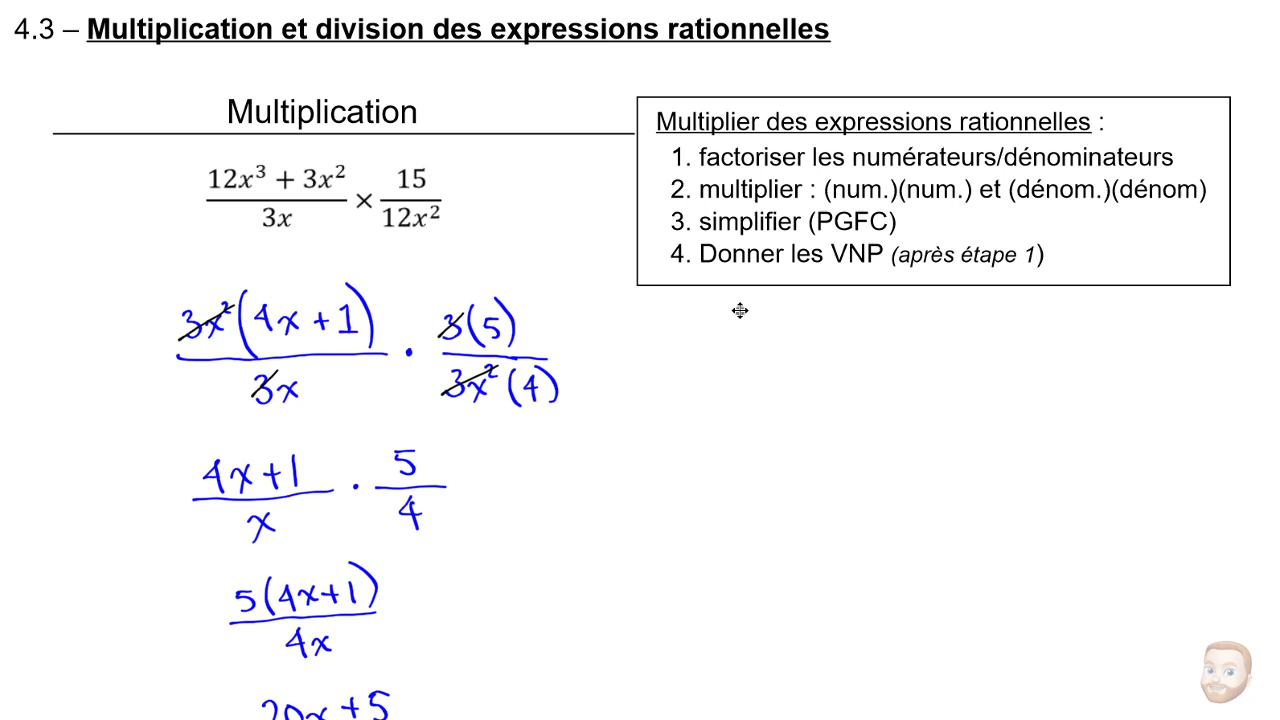 4.3 – Multiplication et division des expressions rationnelles
Multiplication
12x³ + 3x² / 3x × 15 / 12x²
Multiplier des expressions rationnelles :
1. factoriser les numérateurs/dénominateurs
2. multiplier : (num.)(num.) et (dénom.)(dénom)
3. simplifier (PGFC)
4. Donner les VNP (après étape 1)
3x²(4x+1) / 3x · 3(5) / 3x²(4)
4x+1 / x · 5 / 4
5(4x+1) / 4x
20x+5